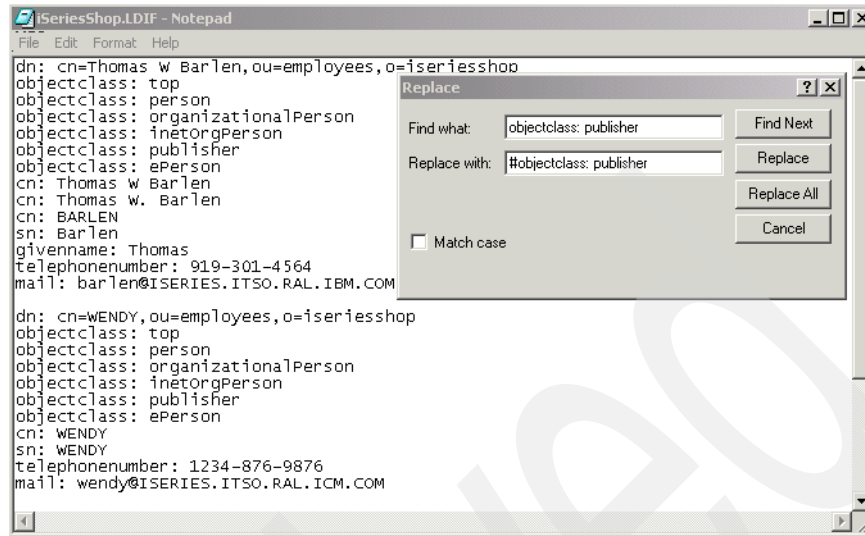 iSeriesShop.LDIF - Notepad
File Edit Format Help
dn: cn=Thomas W Barlen,ou=employees,o=iseriesshop
objectclass: top
objectclass: person
objectclass: organizationalPerson
objectclass: inetOrgPerson
objectclass: publisher
objectclass: ePerson
cn: Thomas W Barlen
cn: Thomas W. Barlen
cn: BARLEN
sn: Barlen
givenname: Thomas
telephonenumber: 919-301-4564
mail: barlen@ISERIES.ITSO.RAL.IBM.COM
dn: cn=WENDY,ou=employees,o=iseriesshop
objectclass: top
objectclass: person
objectclass: organizationalPerson
objectclass: inetOrgPerson
objectclass: publisher
objectclass: ePerson
cn: WENDY
sn: WENDY
telephonenumber: 1234-876-9876
mail: wendy@ISERIES.ITSO.RAL.ICM.COM
Replace
Find what: objectclass: publisher Find Next
Replace with: #objectclass: publisher Replace
Replace All
Cancel
Match case